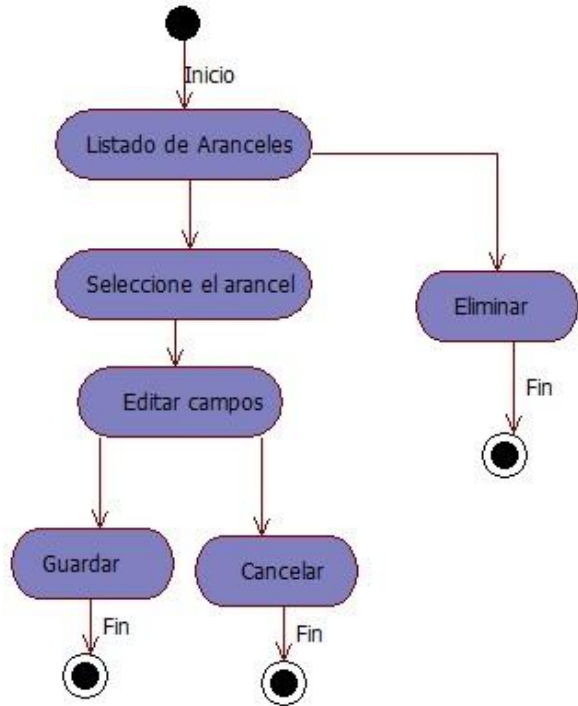 Inicio
Listado de Aranceles
Seleccione el arancel
Eliminar
Editar campos
Fin
Guardar
Cancelar
Fin
Fin